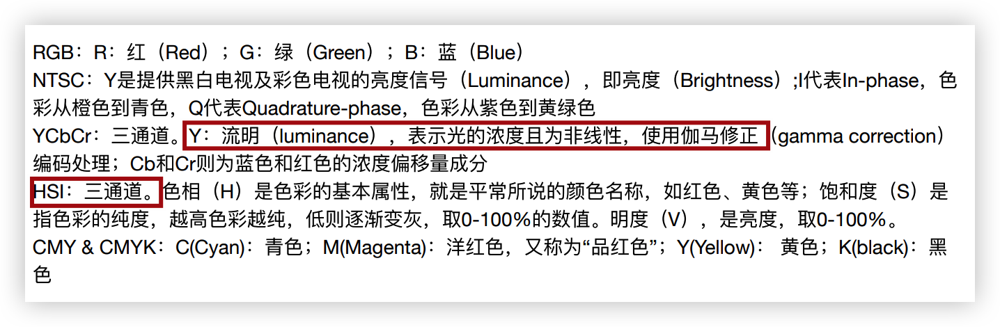 RGB：R：红（Red）；G：绿（Green）；B：蓝（Blue）
NTSC：Y是提供黑白电视及彩色电视的亮度信号（Luminance），即亮度（Brightness）;I代表In-phase，色
彩从橙色到青色，Q代表Quadrature-phase，色彩从紫色到黄绿色
YCbCr：三通道。Y：流明（luminance），表示光的浓度且为非线性，使用伽马修正（gamma correction）
编码处理；Cb和Cr则为蓝色和红色的浓度偏移量成分
HSI：三通道。色相（H）是色彩的基本属性，就是平常所说的颜色名称，如红色、黄色等；饱和度（S）是
指色彩的纯度，越高色彩越纯，低则逐渐变灰，取0-100%的数值。明度（V），是亮度，取0-100%。
CMY & CMYK：C(Cyan)：青色；M(Magenta)：洋红色，又称为“品红色”；Y(Yellow)： 黄色；K(black)：黑
色